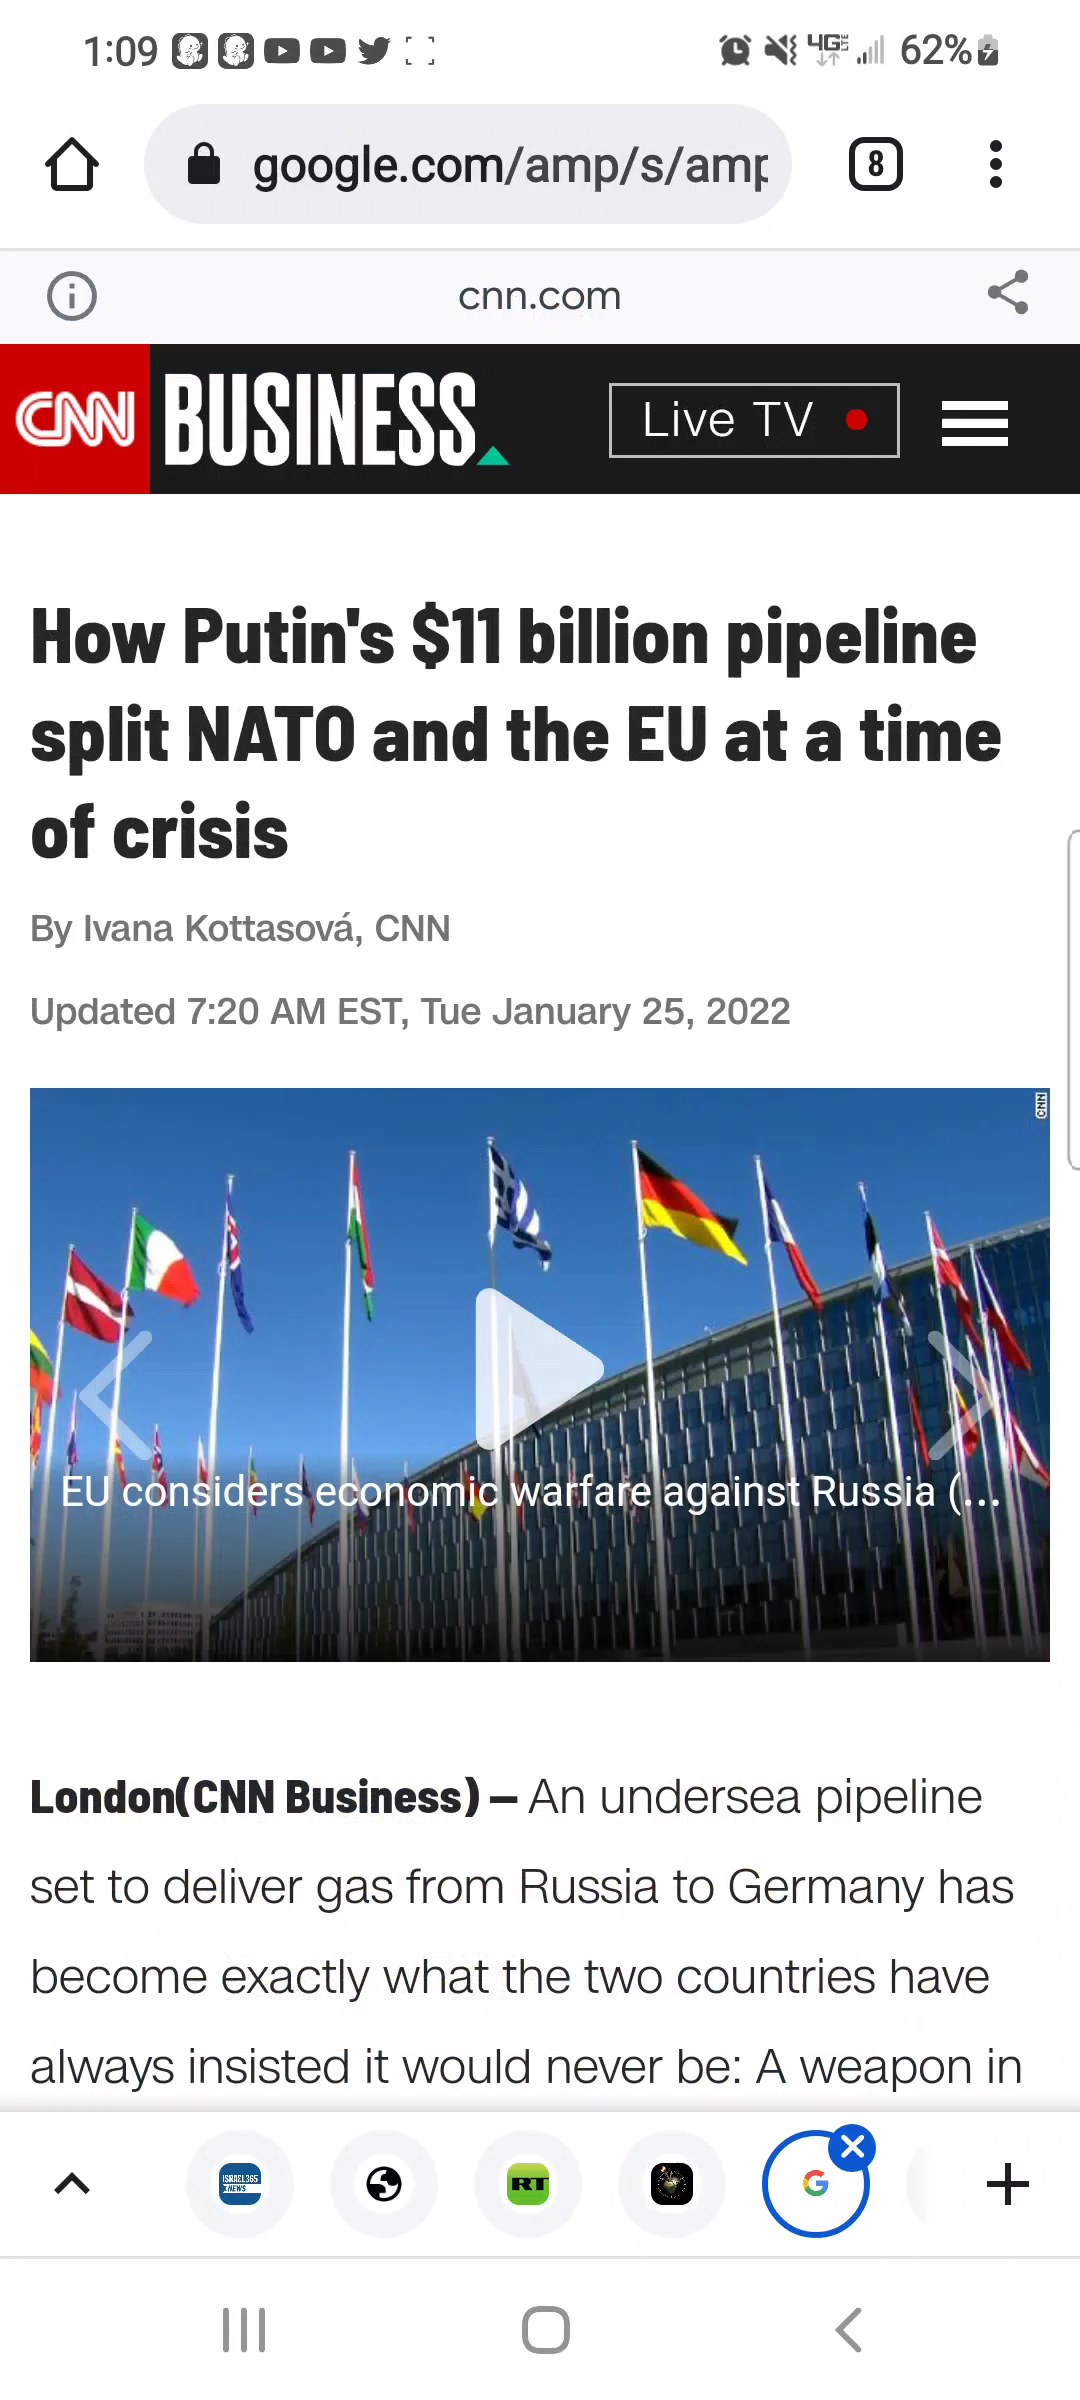 1:09
4G
62%
google.com/amp/s/amp
8
cnn.com
CNN BUSINESS
Live TV
How Putin's $11 billion pipeline
split NATO and the EU at a time
of crisis
By Ivana Kottasová, CNN
Updated 7:20 AM EST, Tue January 25, 2022
CNN
EU considers economic warfare against Russia (...
London(CNN Business) — An undersea pipeline
set to deliver gas from Russia to Germany has
become exactly what the two countries have
always insisted it would never be: A weapon in
ISRAEL365
NEWS
RT
G